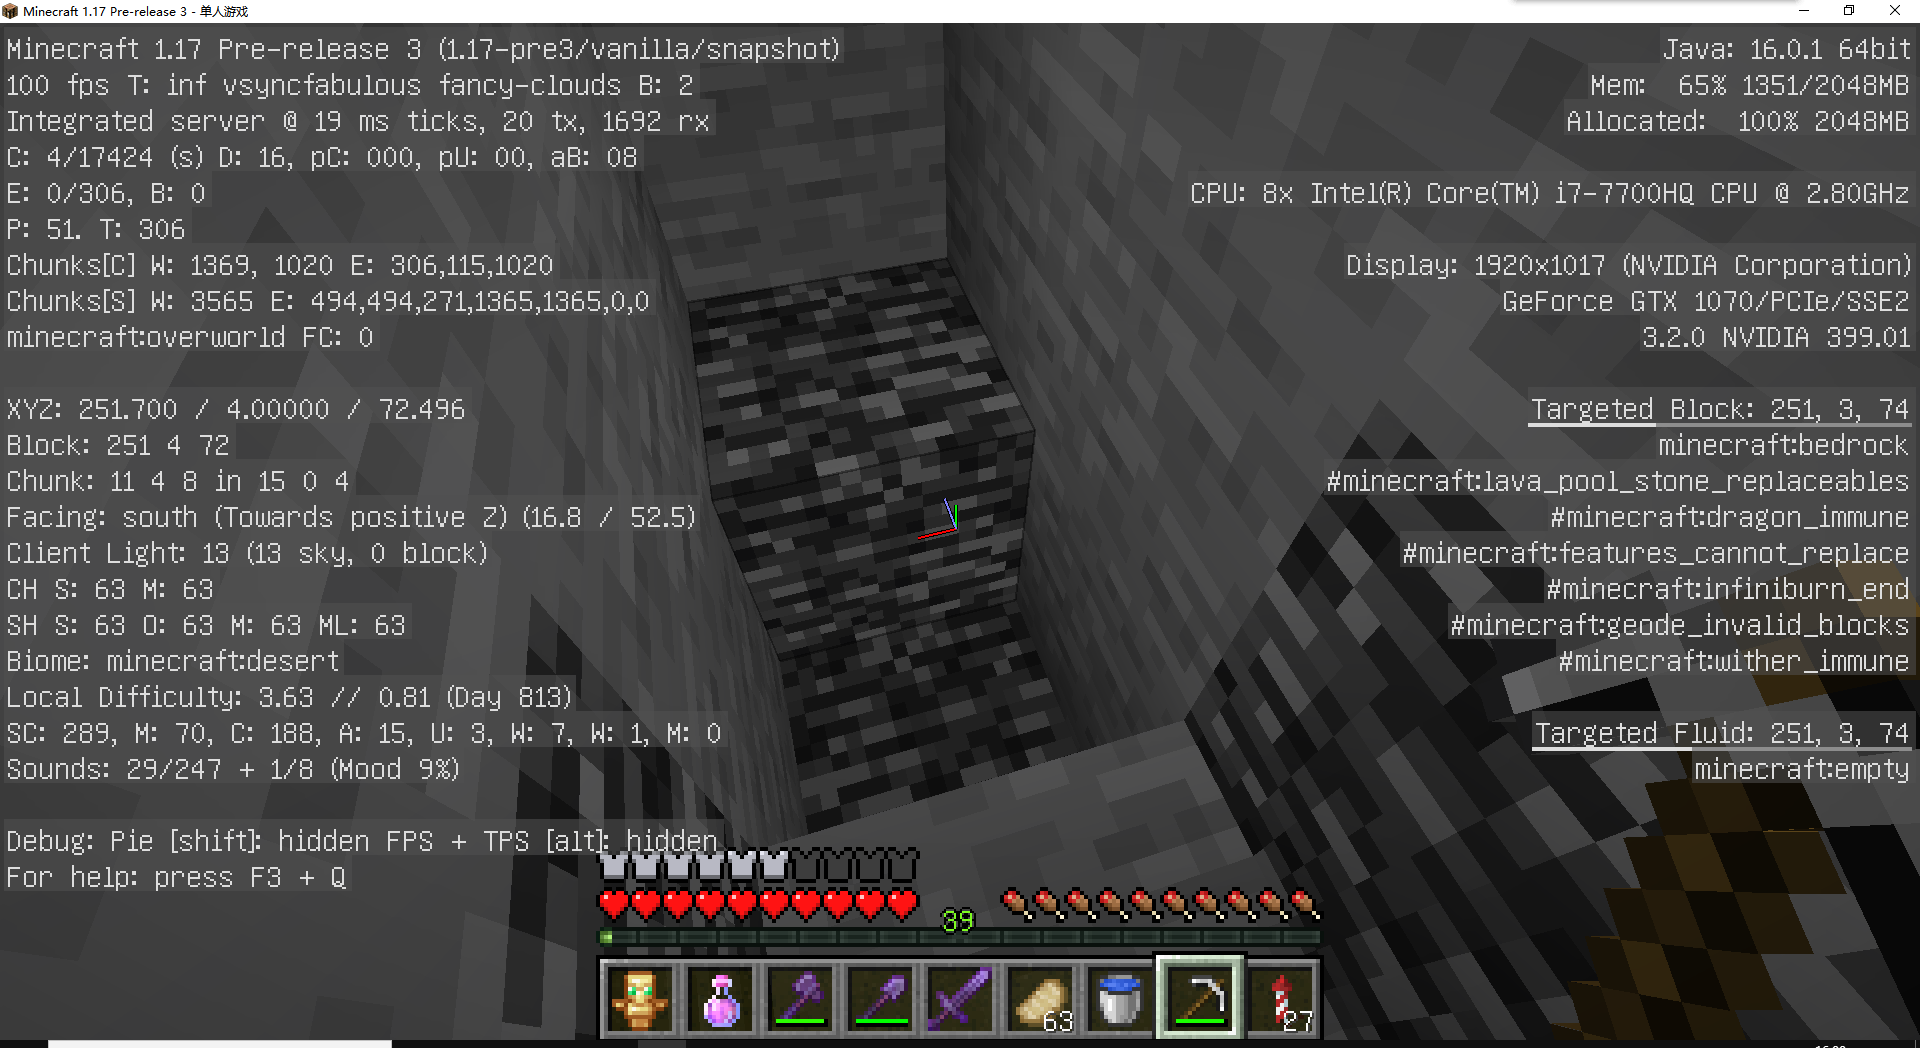 Minecraft 1.17 Pre-release 3 - 单人游戏
Minecraft 1.17 Pre-release 3 (1.17-pre3/vanilla/snapshot)
100 fps T: inf vsyncfabulous fancy-clouds B: 2
Integrated server @ 19 ms ticks, 20 tx, 1692 rx
C: 4/17424 (s) D: 16, pC: 000, pU: 00, aB: 08
E: 0/306, B: 0
P: 51. T: 306
Chunks[C] W: 1369, 1020 E: 306,115,1020
Chunks[S] W: 3565 E: 494,494,271,1365,1365,0,0
minecraft:overworld FC: 0
XYZ: 251.700 / 4.00000 / 72.496
Block: 251 4 72
Chunk: 11 4 8 in 15 0 4
Facing: south (Towards positive Z) (16.8 / 52.5)
Client Light: 13 (13 sky, 0 block)
CH S: 63 M: 63
SH S: 63 O: 63 M: 63 ML: 63
Biome: minecraft:desert
Local Difficulty: 3.63 // 0.81 (Day 813)
SC: 289, M: 70, C: 188, A: 15, U: 3, W: 7, W: 1, M: 0
Sounds: 29/247 + 1/8 (Mood 9%)
Debug: Pie [shift]: hidden FPS + TPS [alt]: hidden
For help: press F3 + Q
Java: 16.0.1 64bit
Mem: 65% 1351/2048MB
Allocated: 100% 2048MB
CPU: 8x Intel(R) Core(TM) i7-7700HQ CPU @ 2.80GHz
Display: 1920x1017 (NVIDIA Corporation)
GeForce GTX 1070/PCIe/SSE2
3.2.0 NVIDIA 399.01
Targeted Block: 251, 3, 74
minecraft:bedrock
#minecraft:lava_pool_stone_replaceables
#minecraft:dragon_immune
#minecraft:features_cannot_replace
#minecraft:infiniburn_end
#minecraft:geode_invalid_blocks
#minecraft:wither_immune
Targeted Fluid: 251, 3, 74
minecraft:empty
39
63
27